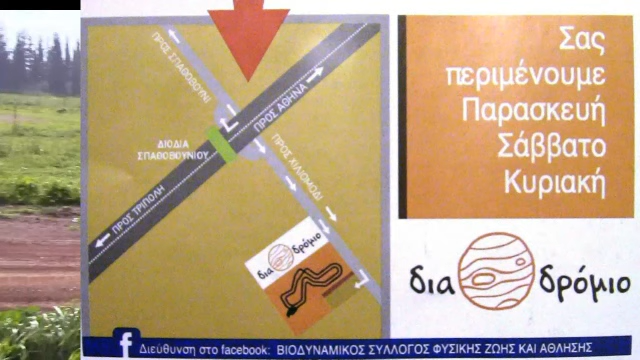 ΠΡΟΣ ΣΠΑΘΟΒΟΥΝΙ
ΠΡΟΣ ΑΘΗΝΑ
ΔΙΟΔΙΑ
ΣΠΑΘΟΒΟΥΝΙΟΥ
ΠΡΟΣ ΧΙΛΙΟΜΟΔΙ
ΠΡΟΣ ΤΡΙΠΟΛΗ
δια δρόμιο
Σας
περιμένουμε
Παρασκευή
Σάββατο
Κυριακή
δια δρόμιο
f Διεύθυνση στο facebook: ΒΙΟΔΥΝΑΜΙΚΟΣ ΣΥΛΛΟΓΟΣ ΦΥΣΙΚΗΣ ΖΩΗΣ ΚΑΙ ΑΘΛΗΣΗΣ